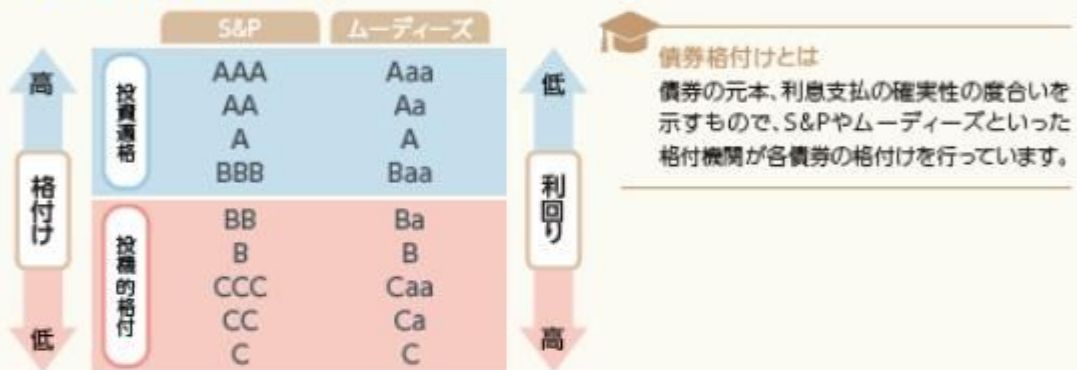 S&P ムーディーズ
高
格付け
低
投資適格
AAA Aaa
AA Aa
A A
BBB Baa
投機的格付
BB Ba
B B
CCC Caa
CC Ca
C C
低
利回り
高
債券格付けとは
債券の元本、利息支払の確実性の度合いを
示すもので、S&Pやムーディーズといった
格付機関が各債券の格付けを行っています。